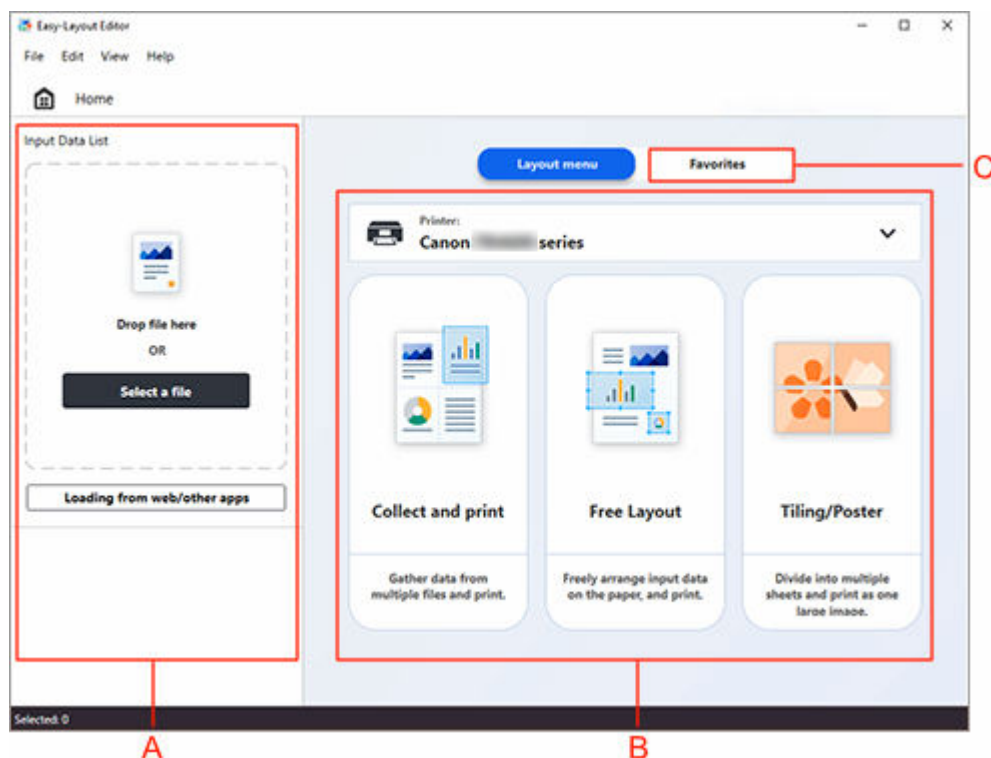 Easy-Layout Editor
File Edit View Help
Home
Input Data List
Drop file here
OR
Select a file
Loading from web/other apps
Layout menu
Favorites
C
Printer:
Canon series
Collect and print
Gather data from
multiple files and print.
Free Layout
Freely arrange input data
on the paper, and print.
Tiling/Poster
Divide into multiple
sheets and print as one
large image.
Selected: 0
A
B